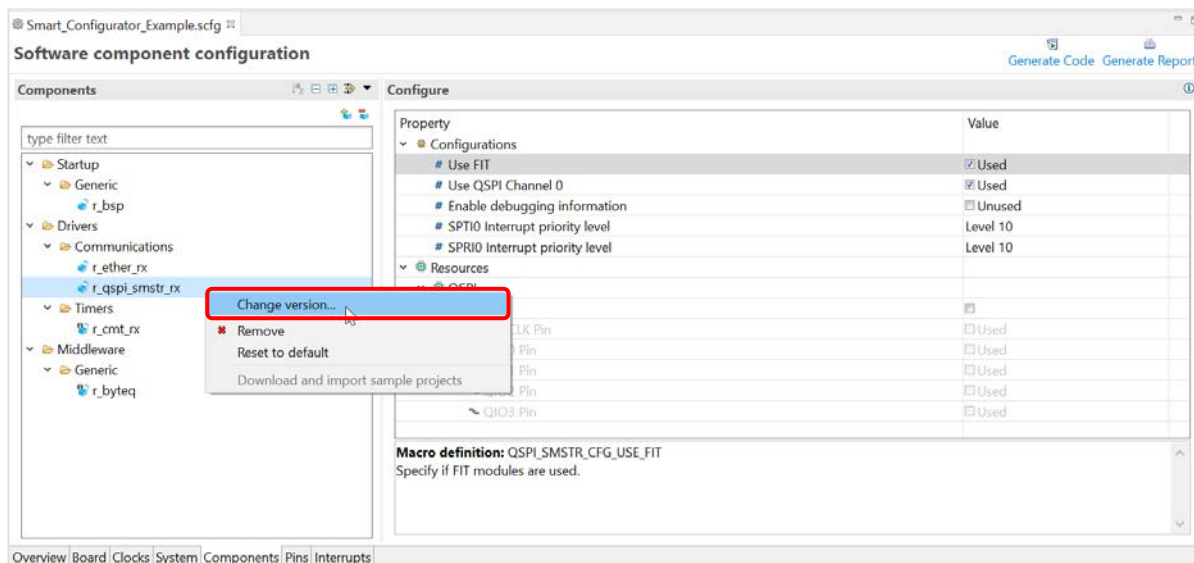 Smart_Configurator_Example.scfg
Software component configuration
Generate Code Generate Report
Components
Configure
type filter text
Startup
Generic
r_bsp
Drivers
Communications
r_ether_rx
r_qspi_smstr_rx
Timers
r_cmt_rx
Middleware
Generic
r_byteq
Change version...
Remove
Reset to default
Download and import sample projects
Property Value
Configurations
# Use FIT Used
# Use QSPI Channel 0 Used
# Enable debugging information Unused
# SPTI0 Interrupt priority level Level 10
# SPRI0 Interrupt priority level Level 10
Resources
QSPI
Pin Used
Pin Used
Pin Used
Pin Used
QIO3 Pin Used
Macro definition: QSPI_SMSTR_CFG_USE_FIT
Specify if FIT modules are used.
Overview Board Clocks System Components Pins Interrupts